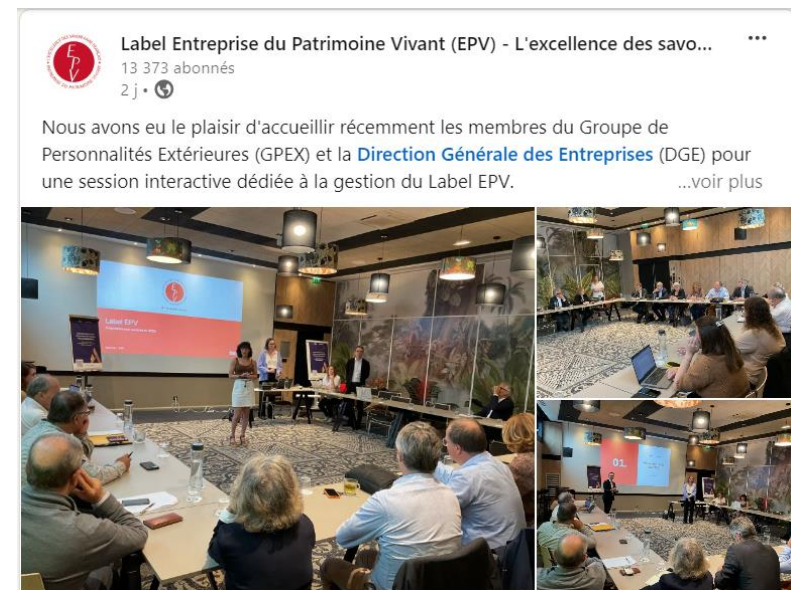 Label Entreprise du Patrimoine Vivant (EPV) - L'excellence des savo...
13 373 abonnés
2 j •
Nous avons eu le plaisir d'accueillir récemment les membres du Groupe de
Personnalités Extérieures (GPEX) et la Direction Générale des Entreprises (DGE) pour
une session interactive dédiée à la gestion du Label EPV. ...voir plus
EPV
Label EPV
01.